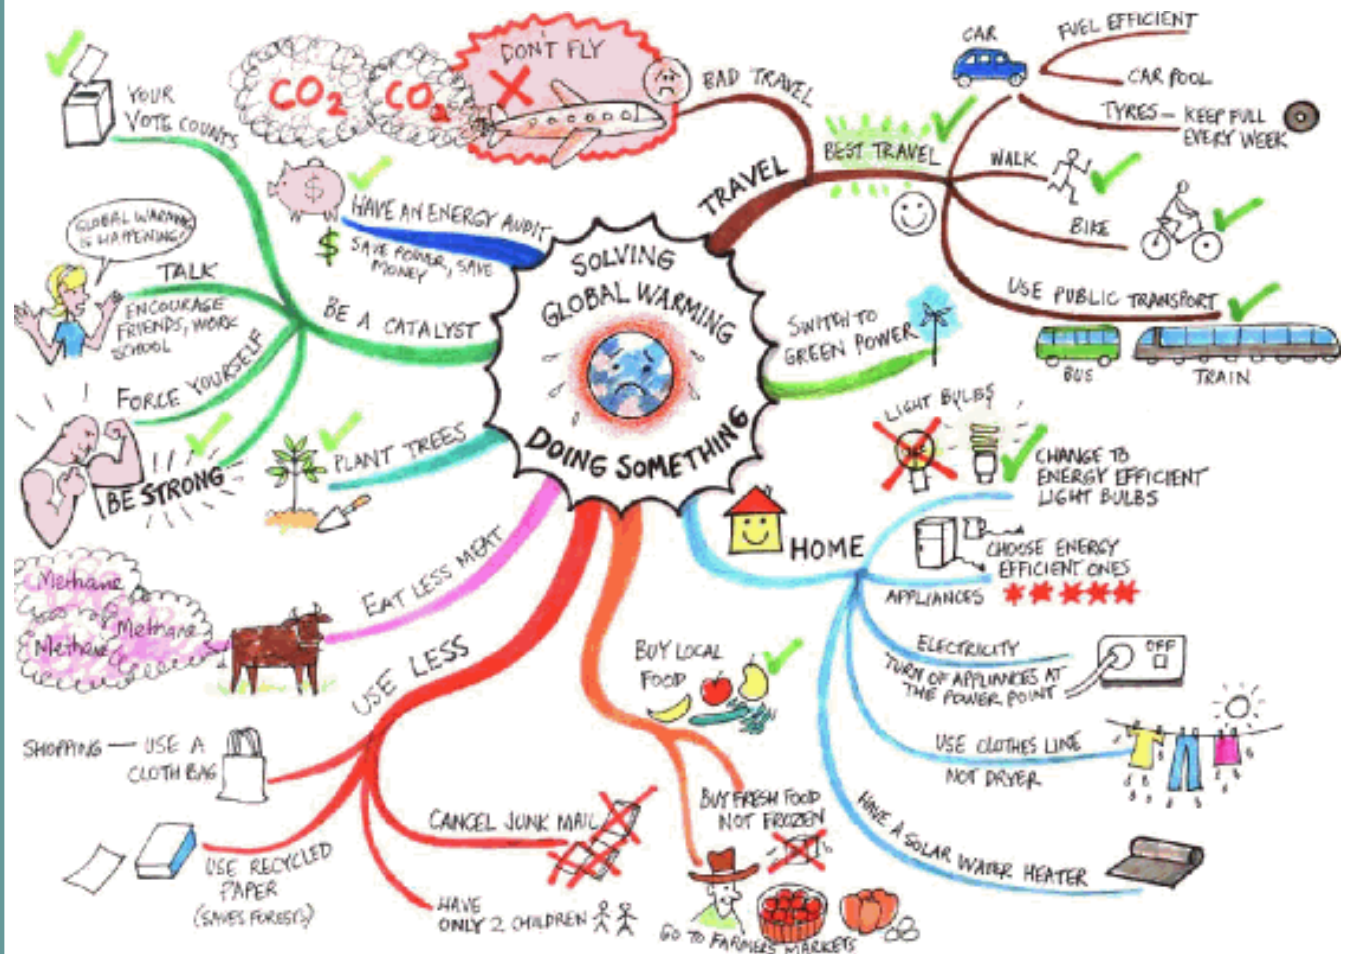 SOLVING
GLOBAL WARMING
DOING SOMETHING
TRAVEL
BAD TRAVEL
DON'T FLY
CO2
CO2
BEST TRAVEL
CAR
FUEL EFFICIENT
CAR POOL
TYRES — KEEP FULL
EVERY WEEK
WALK
BIKE
USE PUBLIC TRANSPORT
BUS
TRAIN
SWITCH TO
GREEN POWER
HOME
LIGHT BULBS
CHANGE TO
ENERGY EFFICIENT
LIGHT BULBS
CHOOSE ENERGY
EFFICIENT ONES
APPLIANCES
ELECTRICITY
TURN OF APPLIANCES AT
THE POWER POINT
OFF
USE CLOTHES LINE
NOT DRYER
HAVE A SOLAR WATER HEATER
BUY LOCAL
FOOD
BUY FRESH FOOD
NOT FROZEN
GO TO FARMERS MARKETS
USE LESS
SHOPPING — USE A
CLOTH BAG
USE RECYCLED
PAPER
(SAVES FORESTS)
CANCEL JUNK MAIL
HAVE
ONLY 2 CHILDREN
EAT LESS MEAT
Methane
Methane
Methane
PLANT TREES
BE A CATALYST
YOUR
VOTE COUNTS
GLOBAL WARMING
IS HAPPENING!
TALK
ENCOURAGE
FRIENDS, WORK
SCHOOL
FORCE YOURSELF
BE STRONG
HAVE AN ENERGY AUDIT
SAVE POWER, SAVE
MONEY
$
$